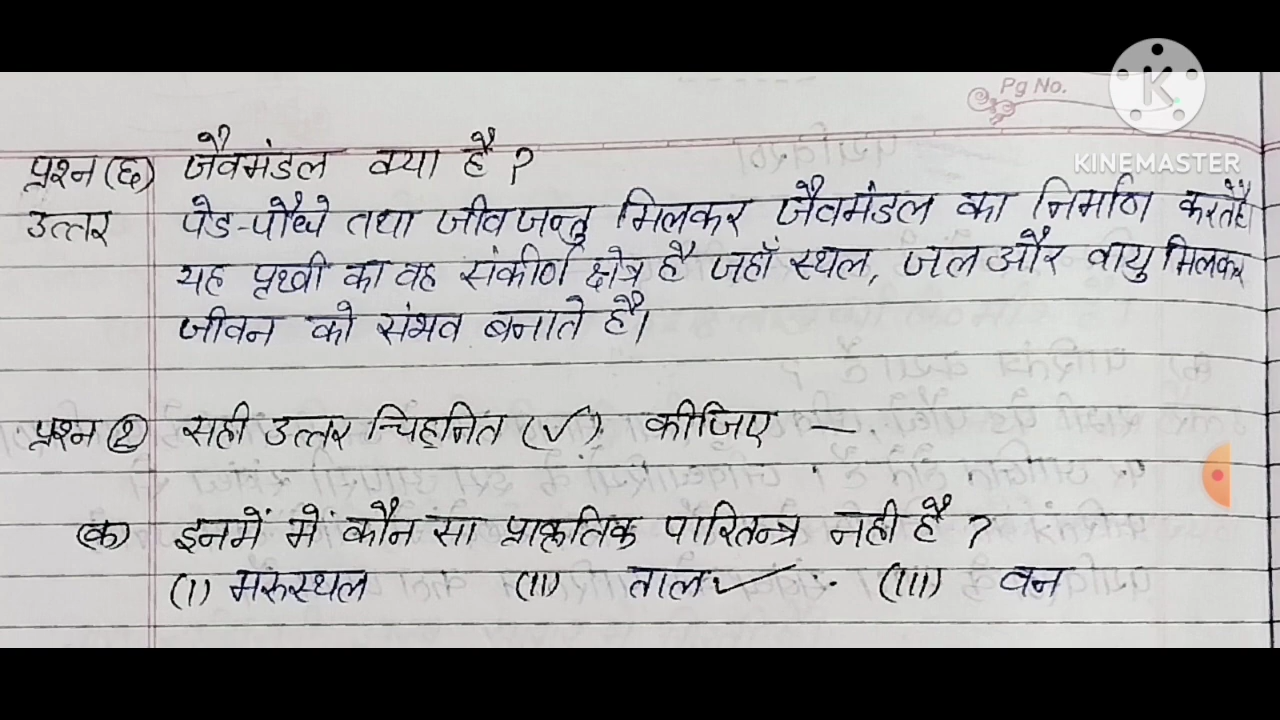 Pg No.
KINEMASTER
प्रश्न (६) जैवमंडल क्या है ?
उत्तर पेड-पौधे तथा जीवजन्तु मिलकर जैवमंडल का निर्माण करते है।
यह पृथ्वी का वह संकीर्ण क्षेत्र है जहाँ स्थल, जल और वायु मिलकर
जीवन को संभव बनाते है।
प्रश्न (2) सही उत्तर चिहनित (✓) कीजिए –.
(क) इनमें में कौन सा प्राकृतिक पारितन्त्र नही है ?
(I) मरुस्थल (II) ताल ✓ (III) वन